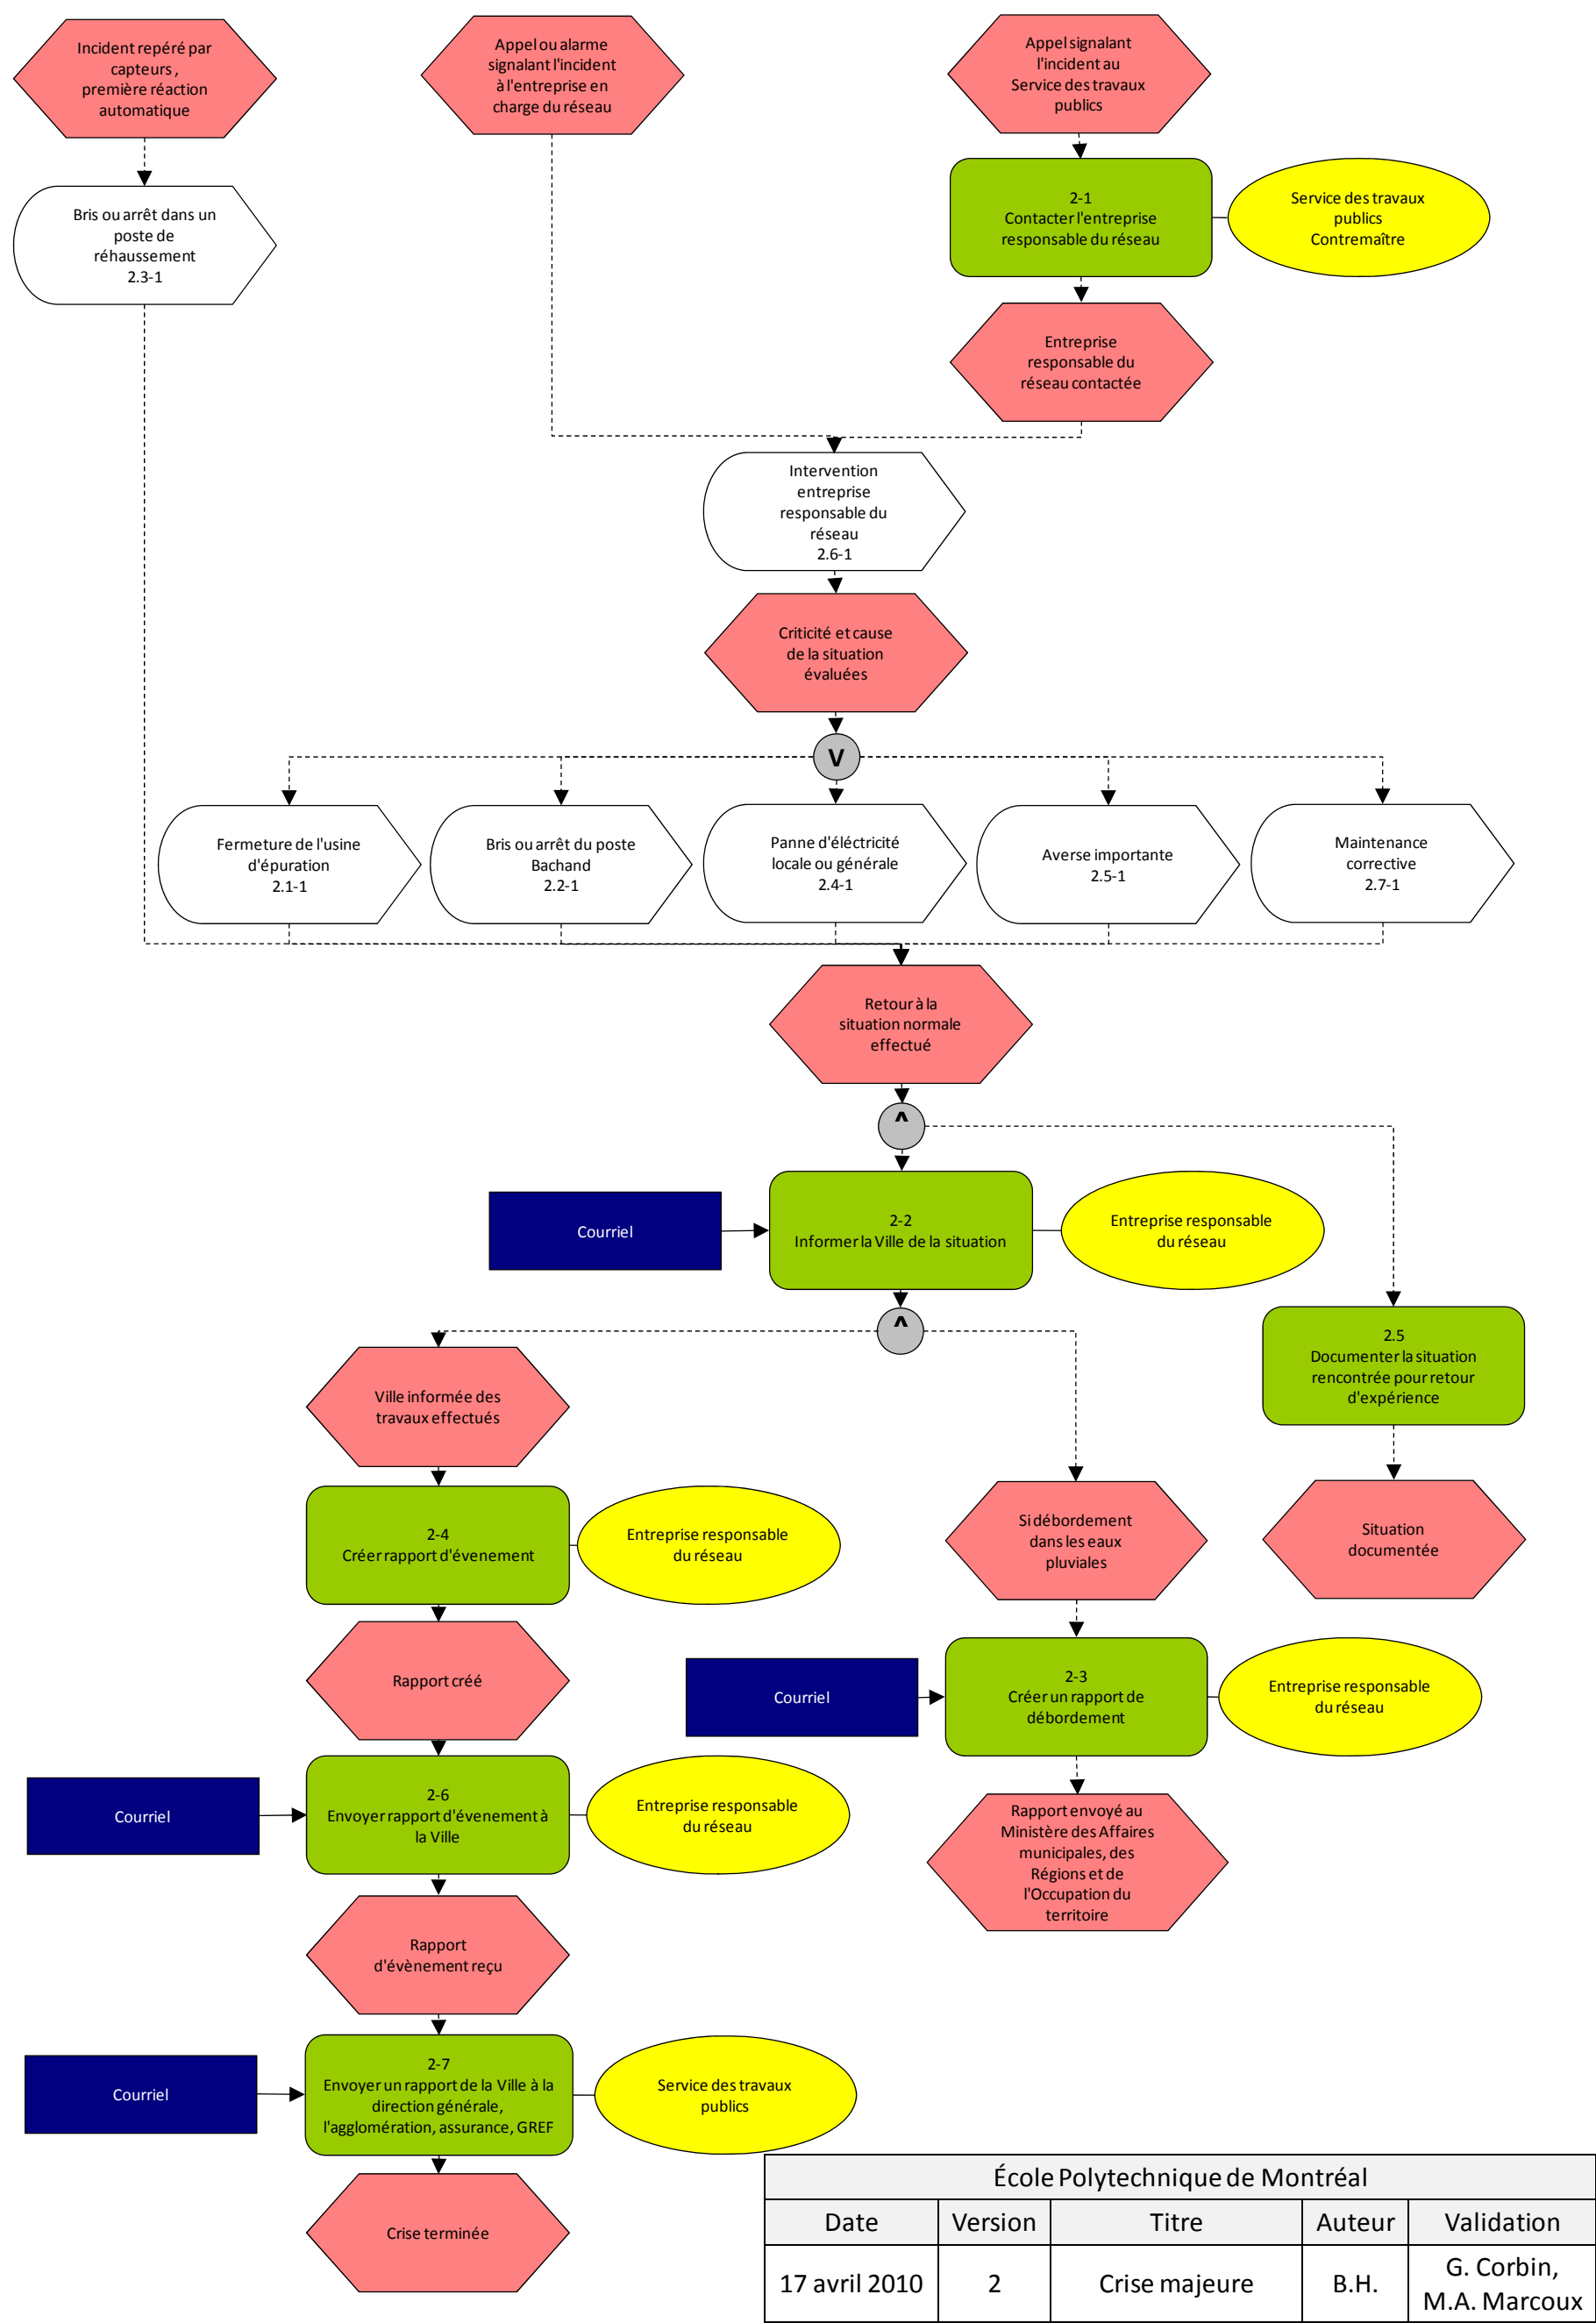 Incident repéré par
capteurs ,
première réaction
automatique
Appel ou alarme
signalant l'incident
à l'entreprise en
charge du réseau
Appel signalant
l'incident au
Service des travaux
publics
2-1
Contacter l'entreprise
responsable du réseau
Service des travaux
publics
Contremaître
Bris ou arrêt dans un
poste de
réhaussement
2.3-1
Entreprise
responsable du
réseau contactée
Intervention
entreprise
responsable du
réseau
2.6-1
Criticité et cause
de la situation
évaluées
V
Fermeture de l'usine
d'épuration
2.1-1
Bris ou arrêt du poste
Bachand
2.2-1
Panne d'éléctricité
locale ou générale
2.4-1
Averse importante
2.5-1
Maintenance
corrective
2.7-1
Retour à la
situation normale
effectué
^
Courriel
2-2
Informer la Ville de la situation
Entreprise responsable
du réseau
^
2.5
Documenter la situation
rencontrée pour retour
d'expérience
Ville informée des
travaux effectués
Si débordement
dans les eaux
pluviales
Situation
documentée
2-4
Créer rapport d'évenement
Entreprise responsable
du réseau
Rapport créé
Courriel
2-3
Créer un rapport de
débordement
Entreprise responsable
du réseau
Courriel
2-6
Envoyer rapport d'évenement à
la Ville
Entreprise responsable
du réseau
Rapport envoyé au
Ministère des Affaires
municipales, des
Régions et de
l'Occupation du
territoire
Rapport
d'évènement reçu
Courriel
2-7
Envoyer un rapport de la Ville à la
direction générale,
l'agglomération, assurance, GREF
Service des travaux
publics
Crise terminée
École Polytechnique de Montréal
Date Version Titre Auteur Validation
17 avril 2010 2 Crise majeure B.H. G. Corbin,
M.A. Marcoux